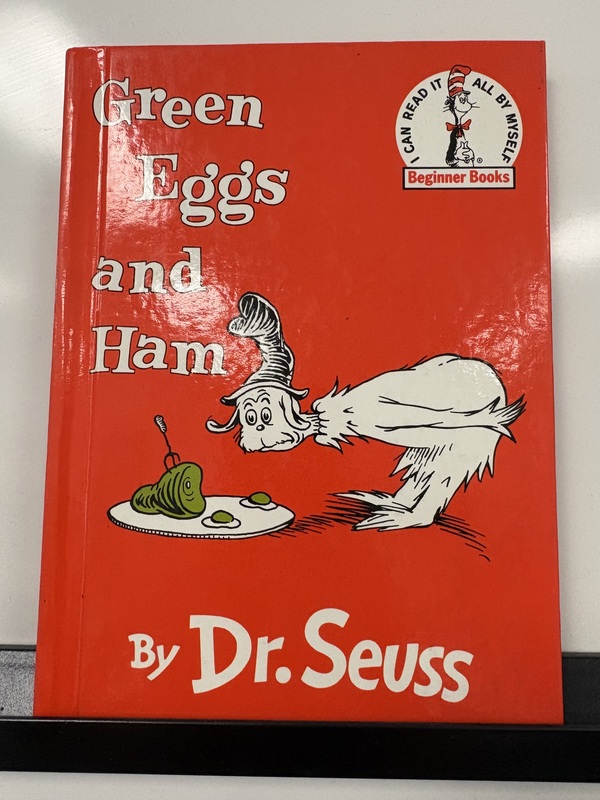 Green
Eggs
and
Ham
I CAN READ IT ALL BY MYSELF
Beginner Books
By Dr. Seuss